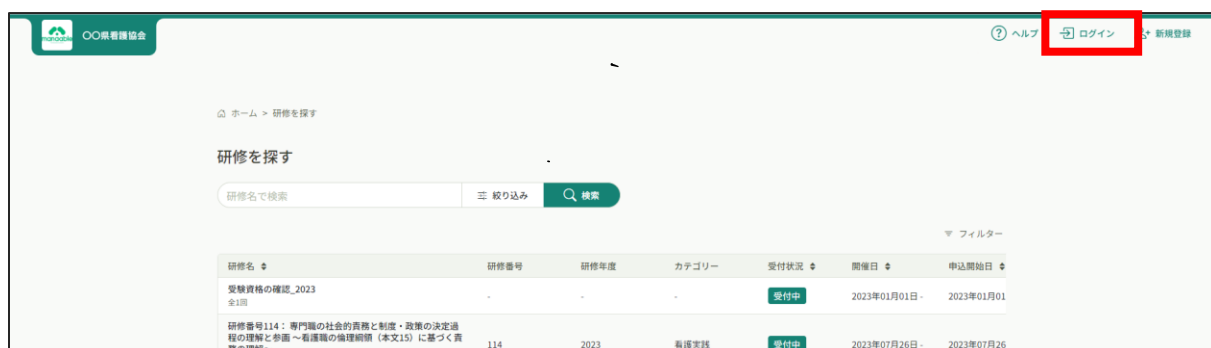 manaable
〇〇県看護協会
? ヘルプ
ログイン
新規登録
ホーム > 研修を探す
研修を探す
研修名で検索
絞り込み
検索
フィルター
研修名 研修番号 研修年度 カテゴリー 受付状況 開催日 申込開始日
受験資格の確認_2023
全1回
- - - 受付中 2023年01月01日 - 2023年01月01
研修番号114： 専門職の社会的責務と制度・政策の決定過
程の理解と参画 ～看護職の倫理綱領（本文15）に基づく責
務の理解～
114 2023 看護実践 受付中 2023年07月26日 - 2023年07月26